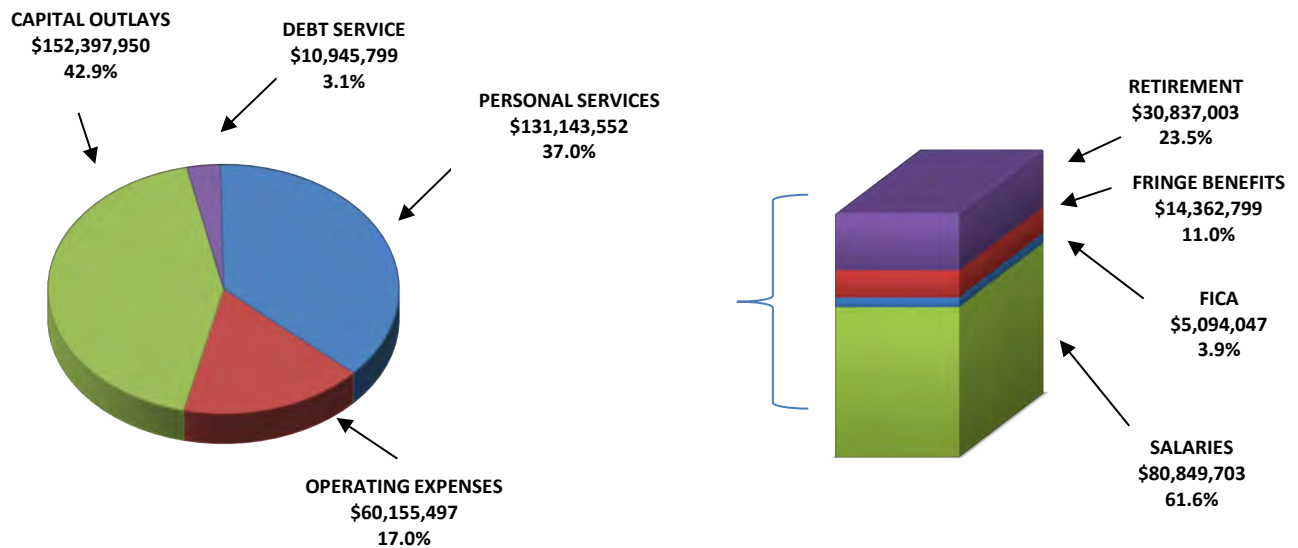 CAPITAL OUTLAYS
$152,397,950
42.9%
DEBT SERVICE
$10,945,799
3.1%
PERSONAL SERVICES
$131,143,552
37.0%
OPERATING EXPENSES
$60,155,497
17.0%
RETIREMENT
$30,837,003
23.5%
FRINGE BENEFITS
$14,362,799
11.0%
FICA
$5,094,047
3.9%
SALARIES
$80,849,703
61.6%